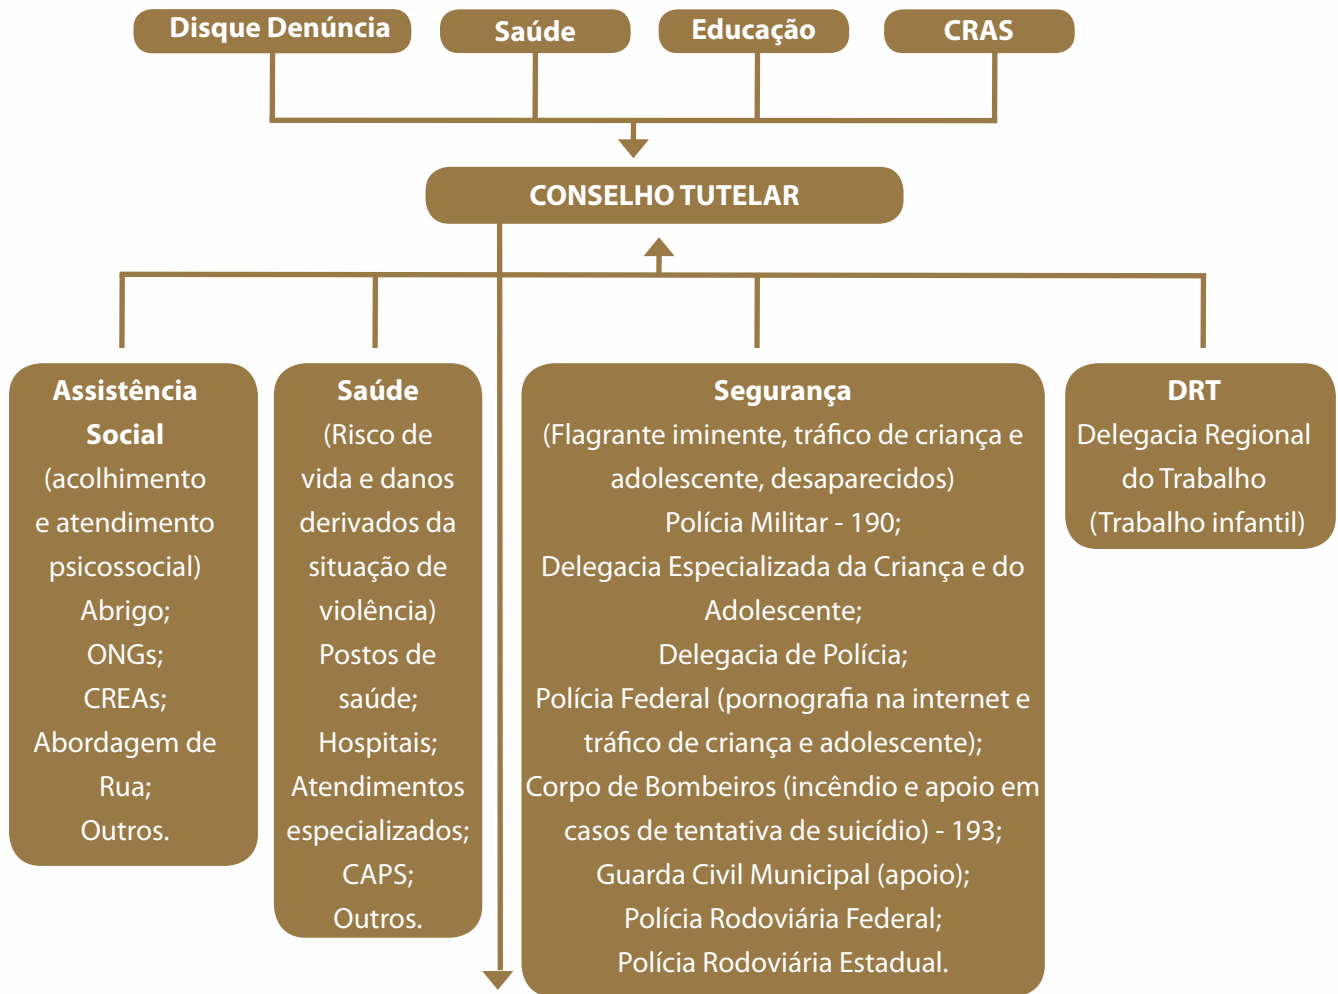 Disque Denúncia
Saúde
Educação
CRAS
CONSELHO TUTELAR
Assistência
Social
(acolhimento
e atendimento
psicossocial)
Abrigo;
ONGs;
CREAs;
Abordagem de
Rua;
Outros.
Saúde
(Risco de
vida e danos
derivados da
situação de
violência)
Postos de
saúde;
Hospitais;
Atendimentos
especializados;
CAPS;
Outros.
Segurança
(Flagrante iminente, tráfico de criança e
adolescente, desaparecidos)
Polícia Militar - 190;
Delegacia Especializada da Criança e do
Adolescente;
Delegacia de Polícia;
Polícia Federal (pornografia na internet e
tráfico de criança e adolescente);
Corpo de Bombeiros (incêndio e apoio em
casos de tentativa de suicídio) - 193;
Guarda Civil Municipal (apoio);
Polícia Rodoviária Federal;
Polícia Rodoviária Estadual.
DRT
Delegacia Regional
do Trabalho
(Trabalho infantil)